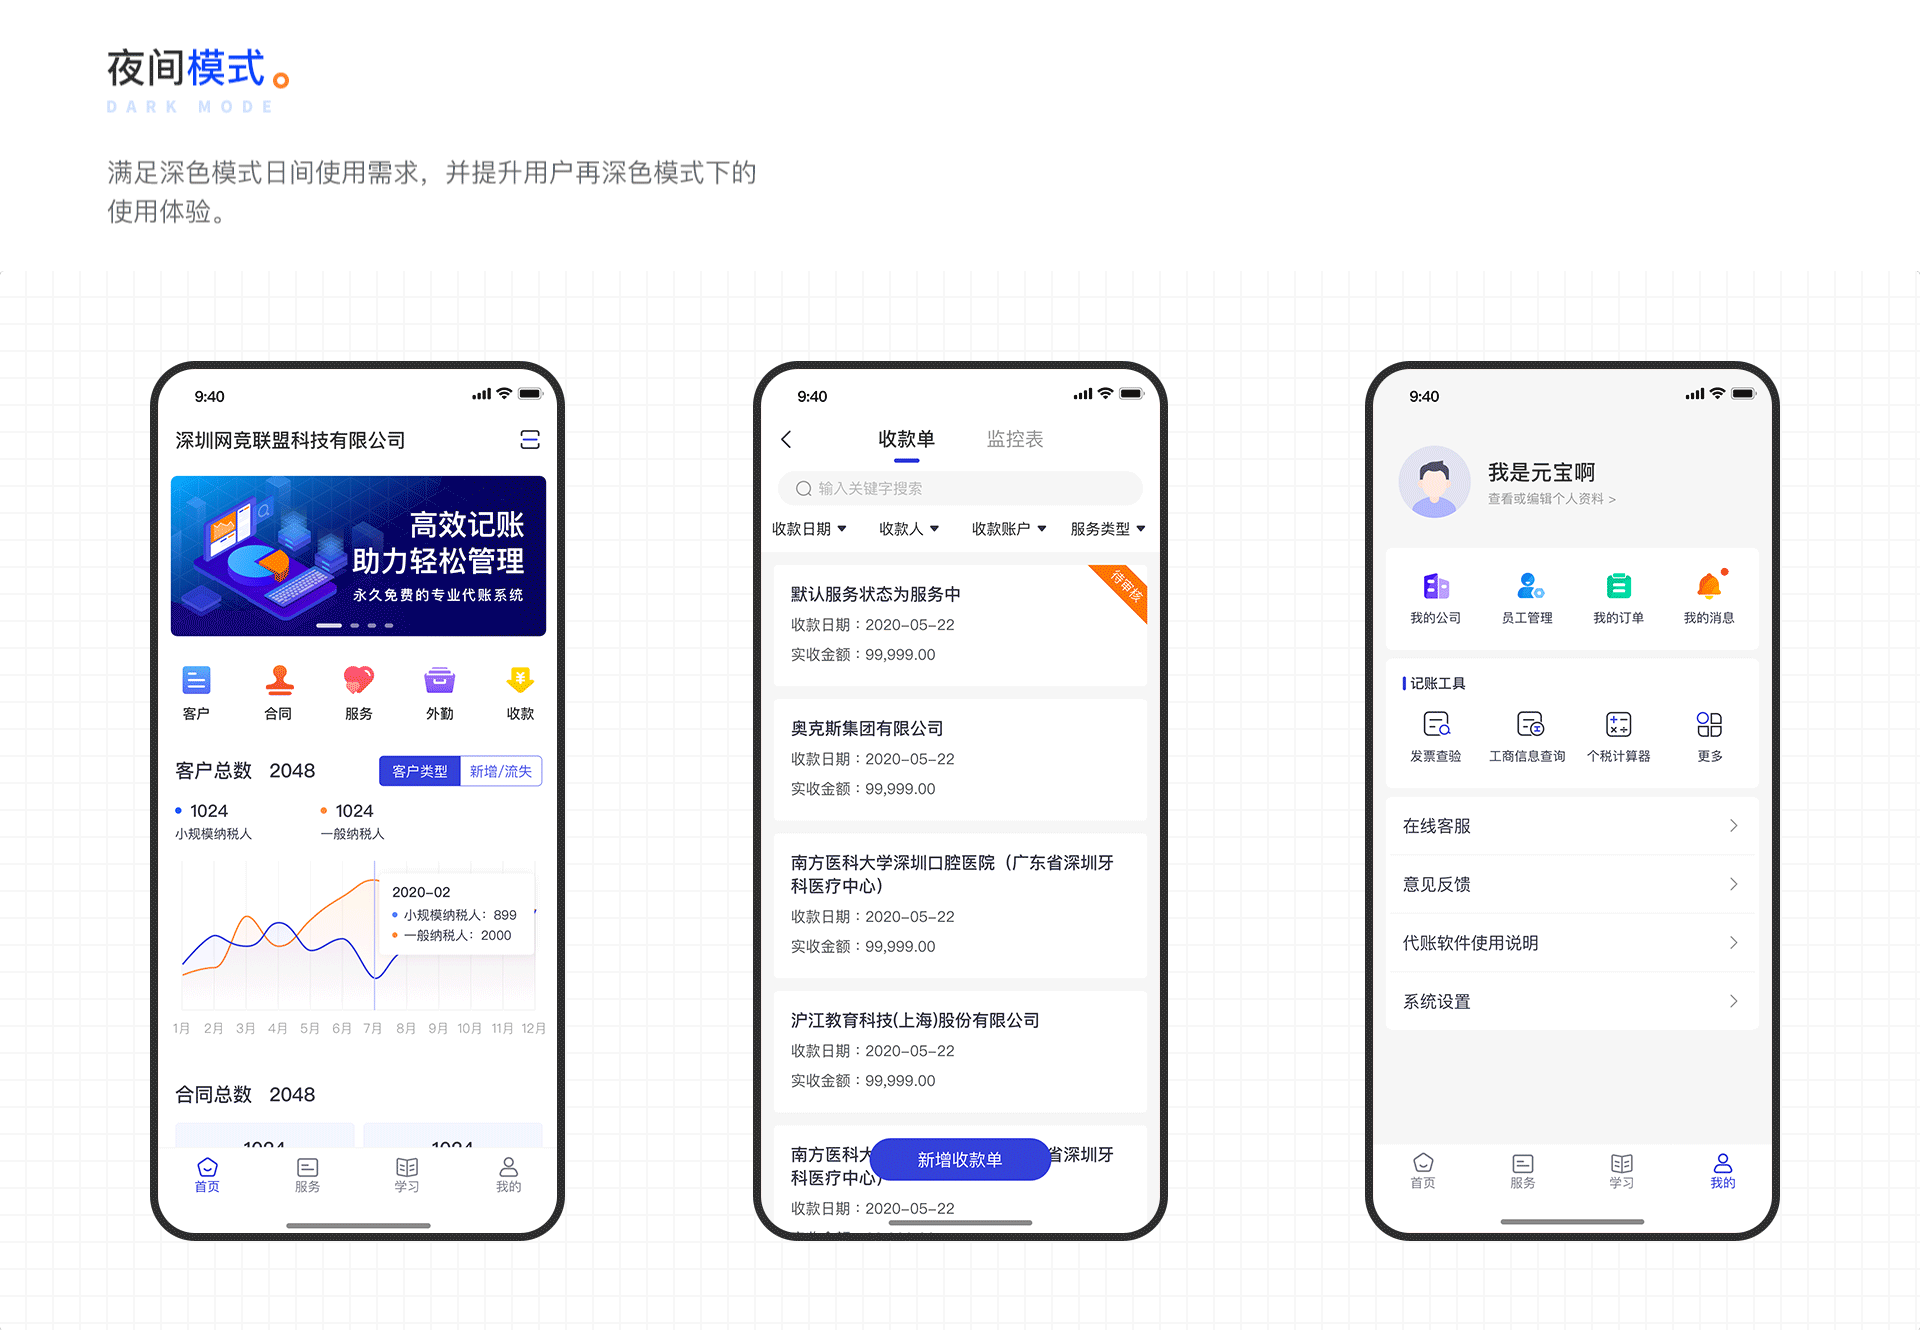 夜间模式
DARK MODE
满足深色模式日间使用需求，并提升用户再深色模式下的
使用体验。
9:40
深圳网竞联盟科技有限公司
高效记账
助力轻松管理
永久免费的专业代账系统
客户 合同 服务 外勤 收款
客户总数 2048 客户类型 新增/流失
1024 1024
小规模纳税人 一般纳税人
2020-02
小规模纳税人：899
一般纳税人：2000
1月 2月 3月 4月 5月 6月 7月 8月 9月 10月 11月 12月
合同总数 2048
1024 1024
首页 服务 学习 我的
9:40
收款单 监控表
输入关键字搜索
收款日期 收款人 收款账户 服务类型
待审核
默认服务状态为服务中
收款日期：2020-05-22
实收金额：99,999.00
奥克斯集团有限公司
收款日期：2020-05-22
实收金额：99,999.00
南方医科大学深圳口腔医院（广东省深圳牙
科医疗中心）
收款日期：2020-05-22
实收金额：99,999.00
沪江教育科技(上海)股份有限公司
收款日期：2020-05-22
实收金额：99,999.00
南方医科大 省深圳牙
科医疗中心）
新增收款单
收款日期：2020-05-22
9:40
我是元宝啊
查看或编辑个人资料 >
我的公司 员工管理 我的订单 我的消息
记账工具
发票查验 工商信息查询 个税计算器 更多
在线客服
意见反馈
代账软件使用说明
系统设置
首页 服务 学习 我的